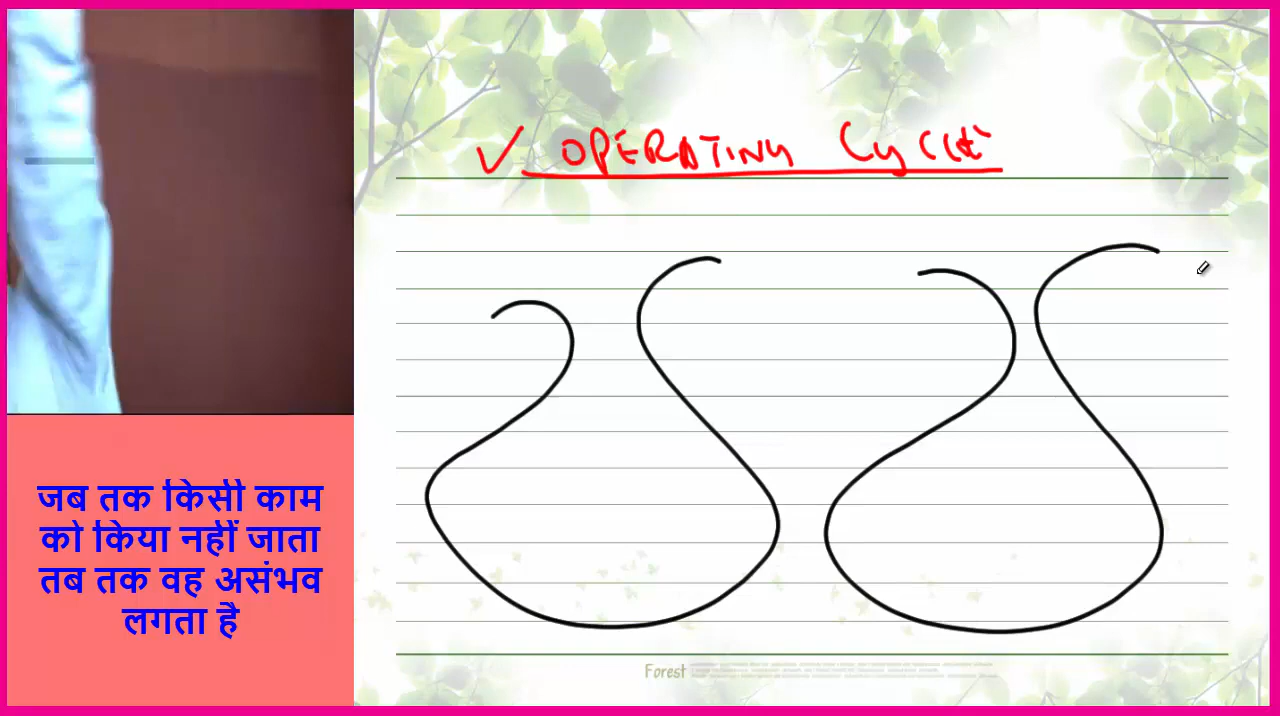 ✓ OPERATING CYCLE
जब तक किसी काम
को किया नहीं जाता
तब तक वह असंभव
लगता है
Forest